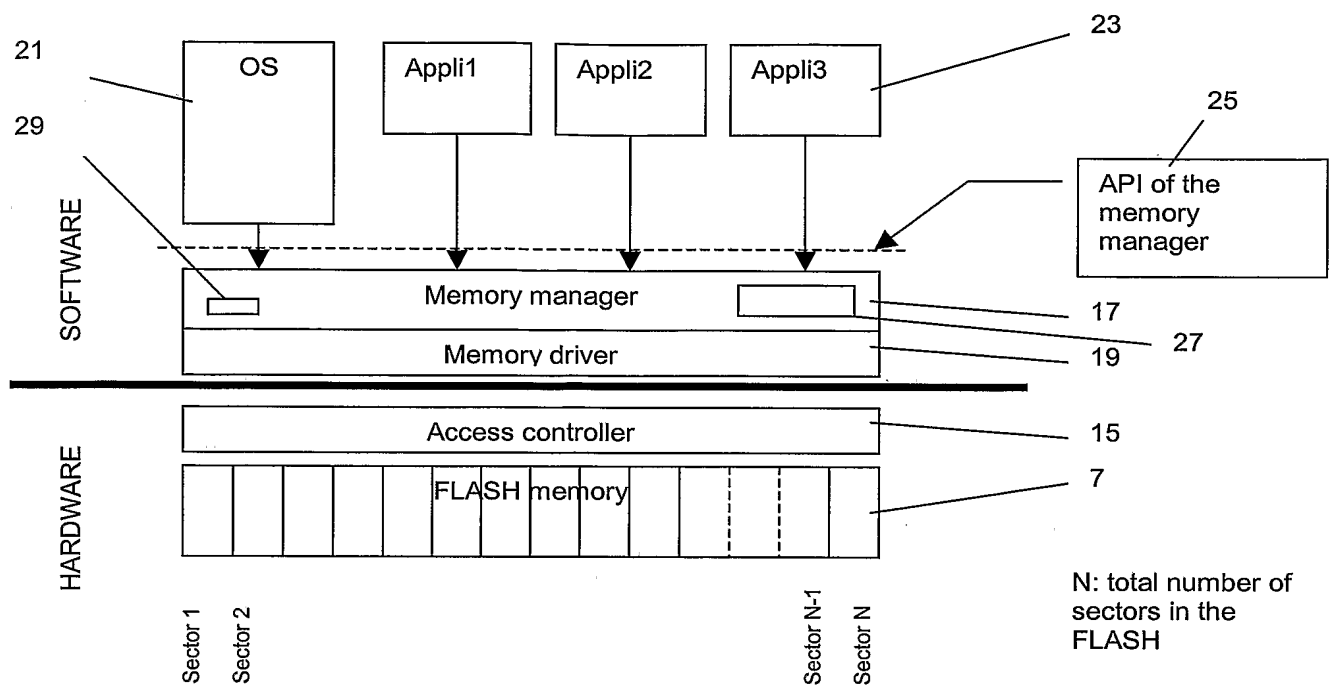 21
OS
Appli1
Appli2
Appli3
23
29
25
API of the
memory
manager
SOFTWARE
Memory manager
17
27
Memory driver
19
HARDWARE
Access controller
15
FLASH memory
7
Sector 1
Sector 2
Sector N-1
Sector N
N: total number of
sectors in the
FLASH